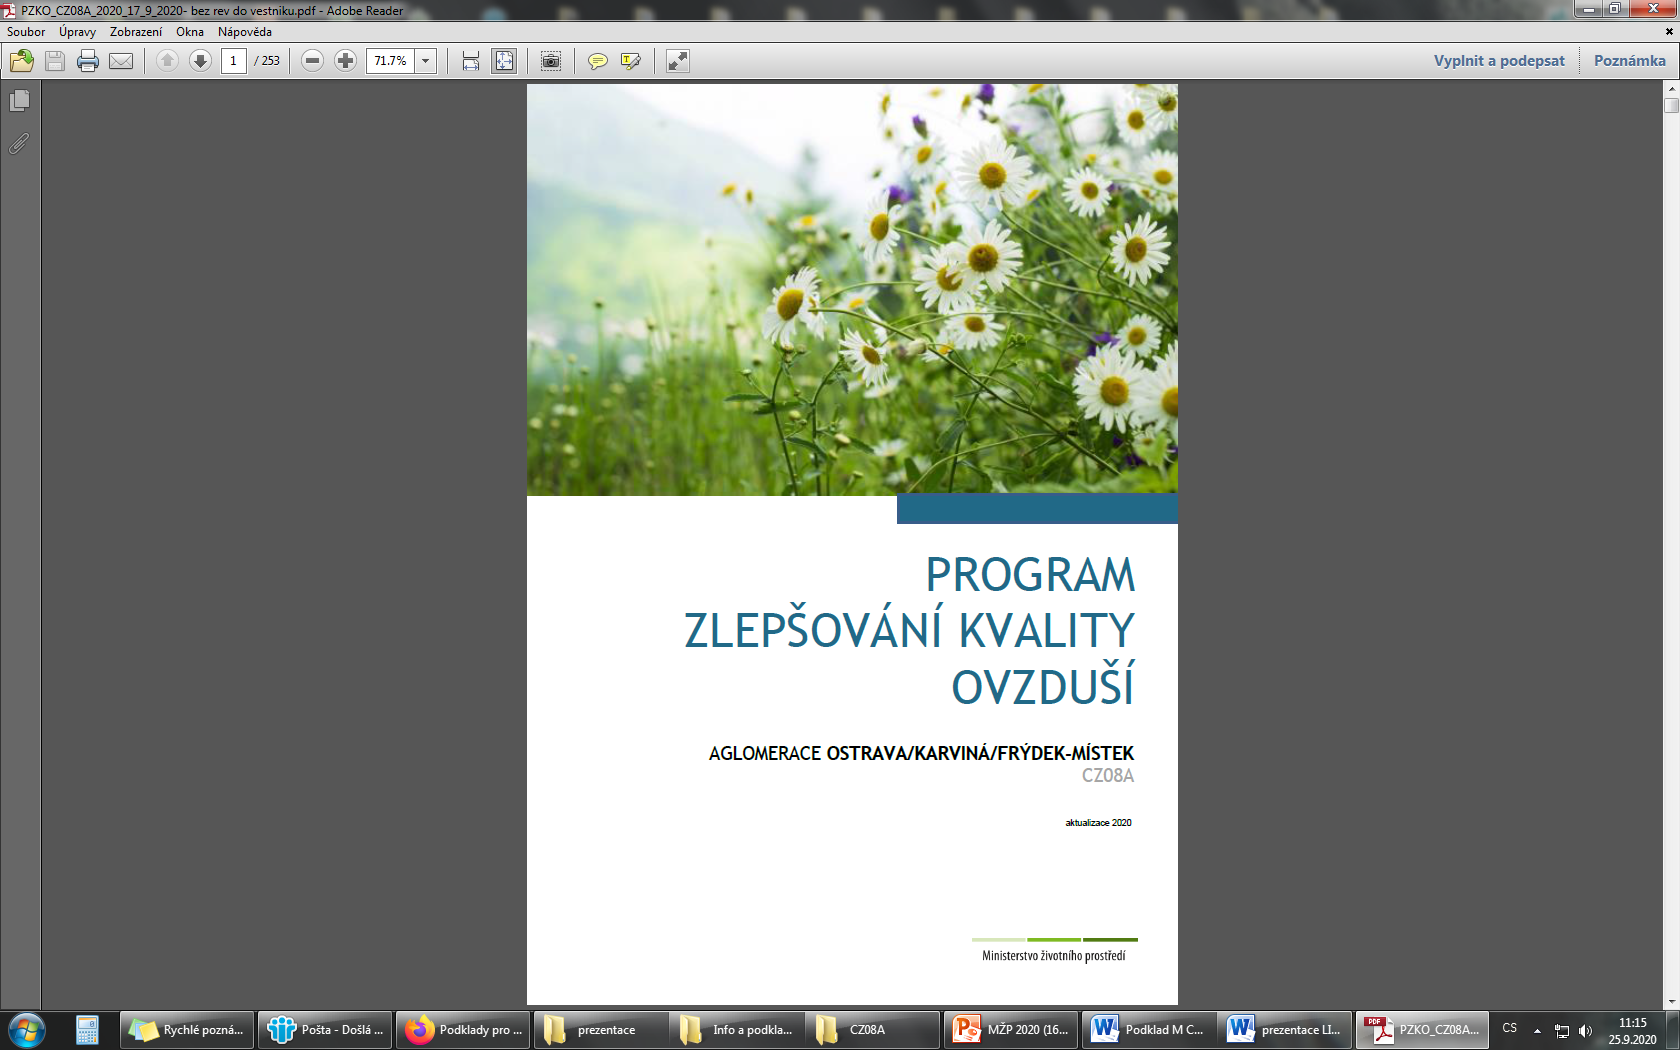 PZKO_CZ08A_2020_17_9_2020- bez rev do vestniku.pdf - Adobe Reader
Soubor Úpravy Zobrazení Okna Nápověda
1 / 253 71.7% Vyplnit a podepsat Poznámka
PROGRAM
ZLEPŠOVÁNÍ KVALITY
OVZDUŠÍ
AGLOMERACE OSTRAVA/KARVINÁ/FRÝDEK-MÍSTEK
CZ08A
aktualizace 2020
Ministerstvo životního prostředí
Rychlé pozná... Pošta - Došlá ... Podklady pro ... prezentace Info a podkla... CZ08A MŽP 2020 (16... Podklad M C... prezentace LI... PZKO_CZ08A... CS 11:15
25.9.2020